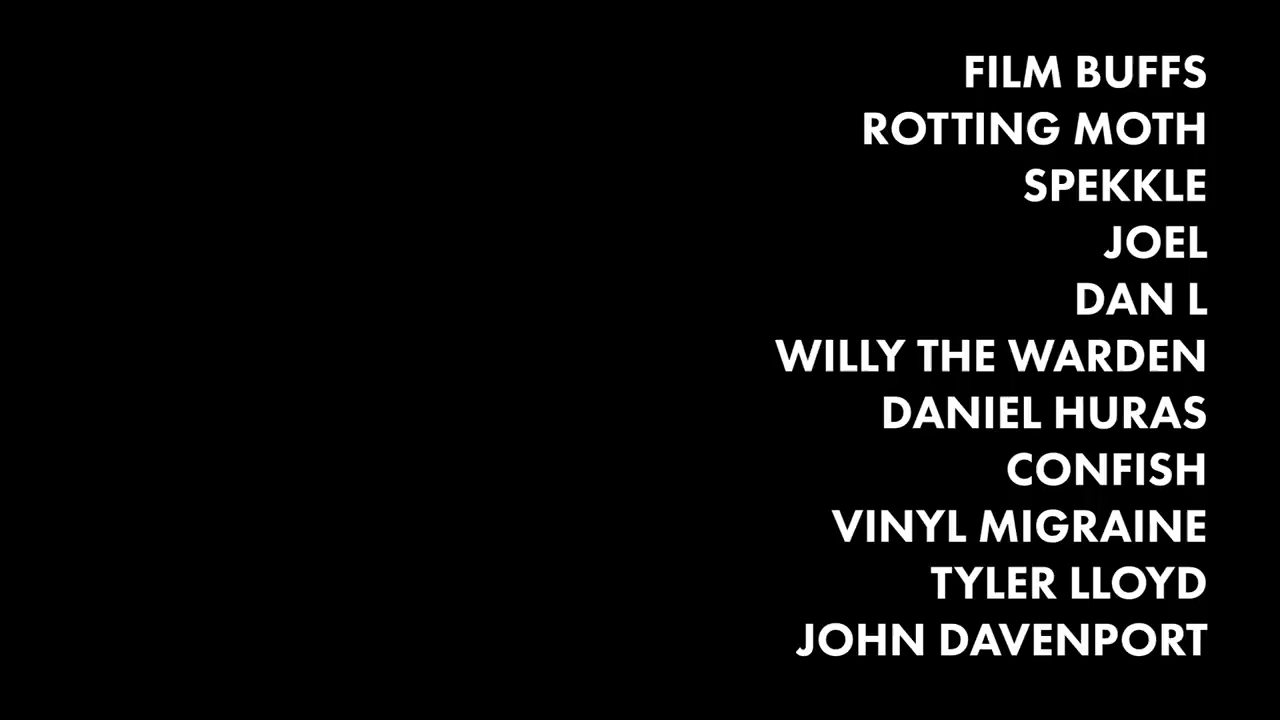 FILM BUFFS
ROTTING MOTH
SPEKKLE
JOEL
DAN L
WILLY THE WARDEN
DANIEL HURAS
CONFISH
VINYL MIGRAINE
TYLER LLOYD
JOHN DAVENPORT